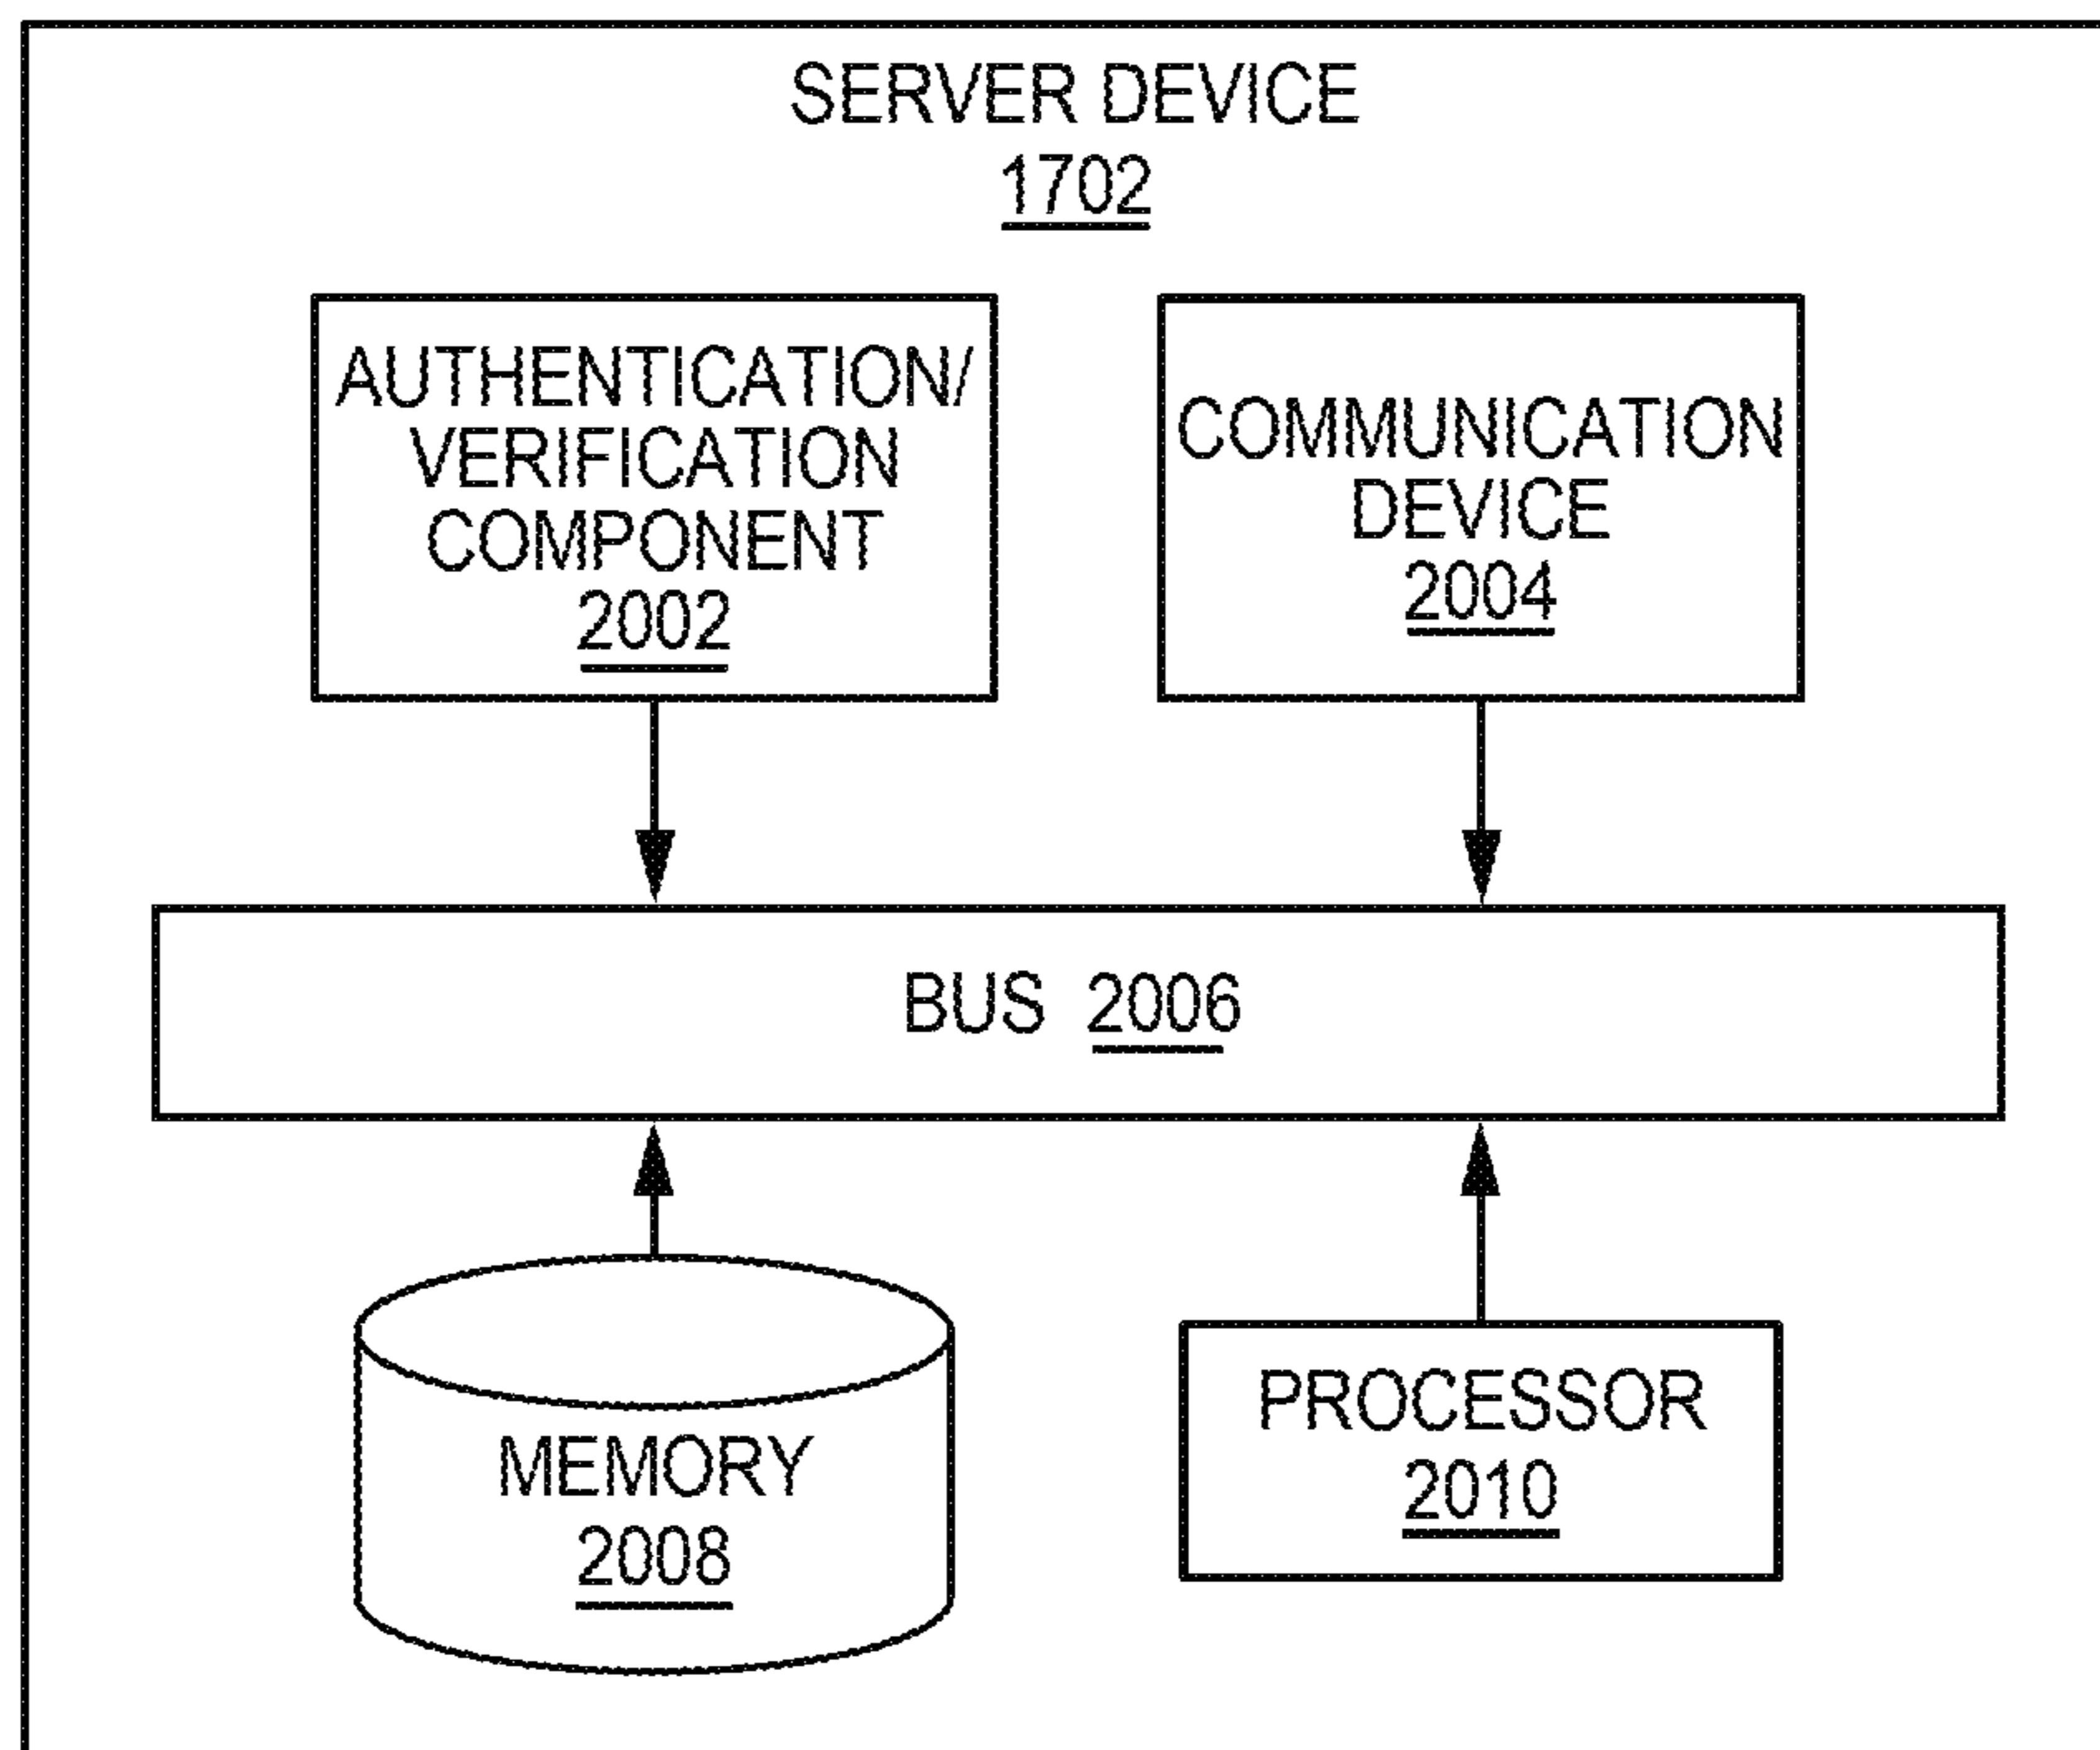 SERVER DEVICE
1702
AUTHENTICATION/
VERIFICATION
COMPONENT
2002
COMMUNICATION
DEVICE
2004
BUS 2006
MEMORY
2008
PROCESSOR
2010